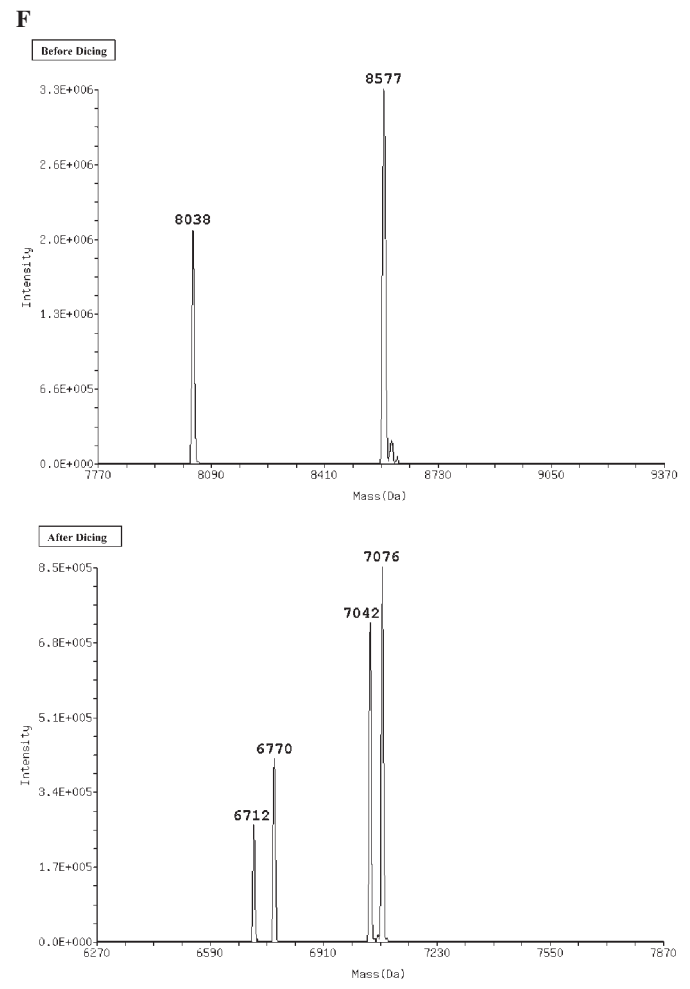 F
Before Dicing
8577
3.3E+006
2.6E+006
8038
2.0E+006
Intensity
1.3E+006
6.6E+005
0.0E+000
7770 8090 8410 8730 9050 9370
Mass(Da)
After Dicing
7076
8.5E+005
7042
6.8E+005
5.1E+005
6770
Intensity
3.4E+005
6712
1.7E+005
0.0E+000
6270 6590 6910 7230 7550 7870
Mass(Da)